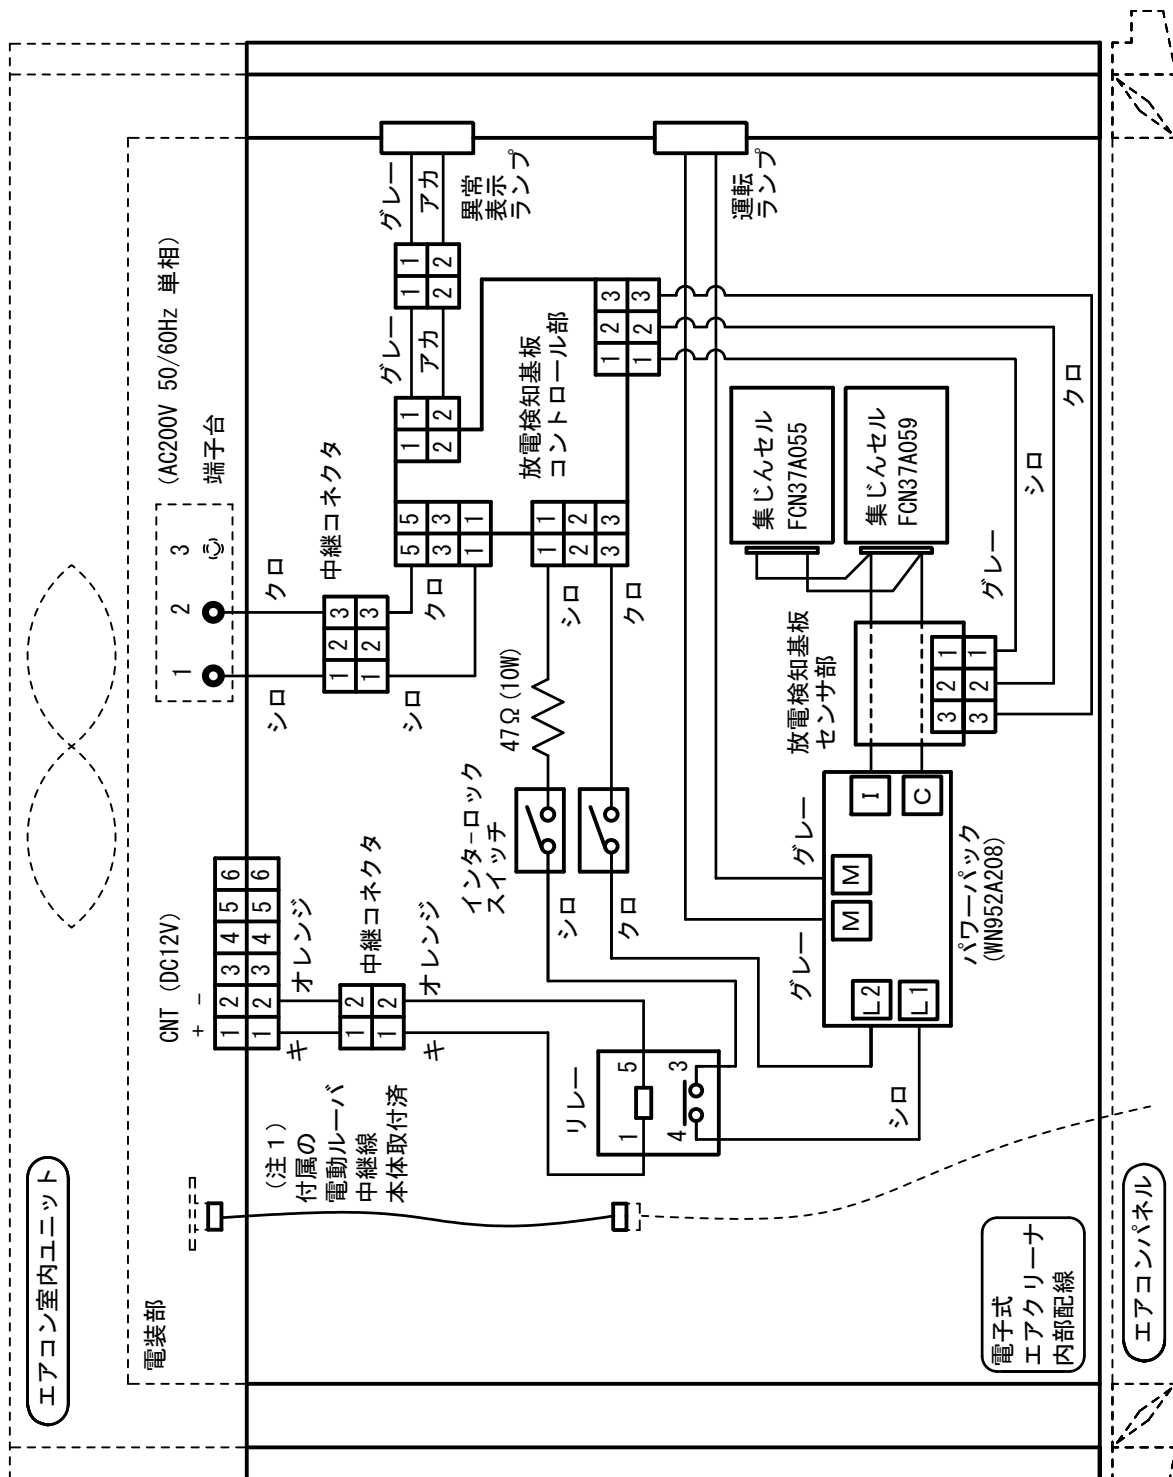 エアコン室内ユニット
電装部
(注1)
付属の
電動ルーバ
中継線
本体取付済
CNT (DC12V)
+ -
1 2 3 4 5 6
1 2 3 4 5 6
キ
オレンジ
中継コネクタ
1 2
1 2
キ
オレンジ
(AC200V 50/60Hz 単相)
端子台
1 2 3
シロ
クロ
中継コネクタ
1 2 3
1 2 3
シロ
クロ
5 5
3 3
1 1
1 1
2 2
グレー
アカ
1 1
2 2
グレー
アカ
異常
表示
ランプ
放電検知基板
コントロール部
1 1
2 2
3 3
1 2 3
1 2 3
シロ
クロ
47Ω(10W)
インターロック
スイッチ
シロ
クロ
リレー
1 5
4 3
シロ
運転
ランプ
グレー
グレー
M M
L2
L1
I
C
パワーパック
(WN952A208)
放電検知基板
センサ部
3 2 1
3 2 1
グレー
シロ
クロ
集じんセル
FCN37A055
集じんセル
FCN37A059
電子式
エアクリーナ
内部配線
エアコンパネル